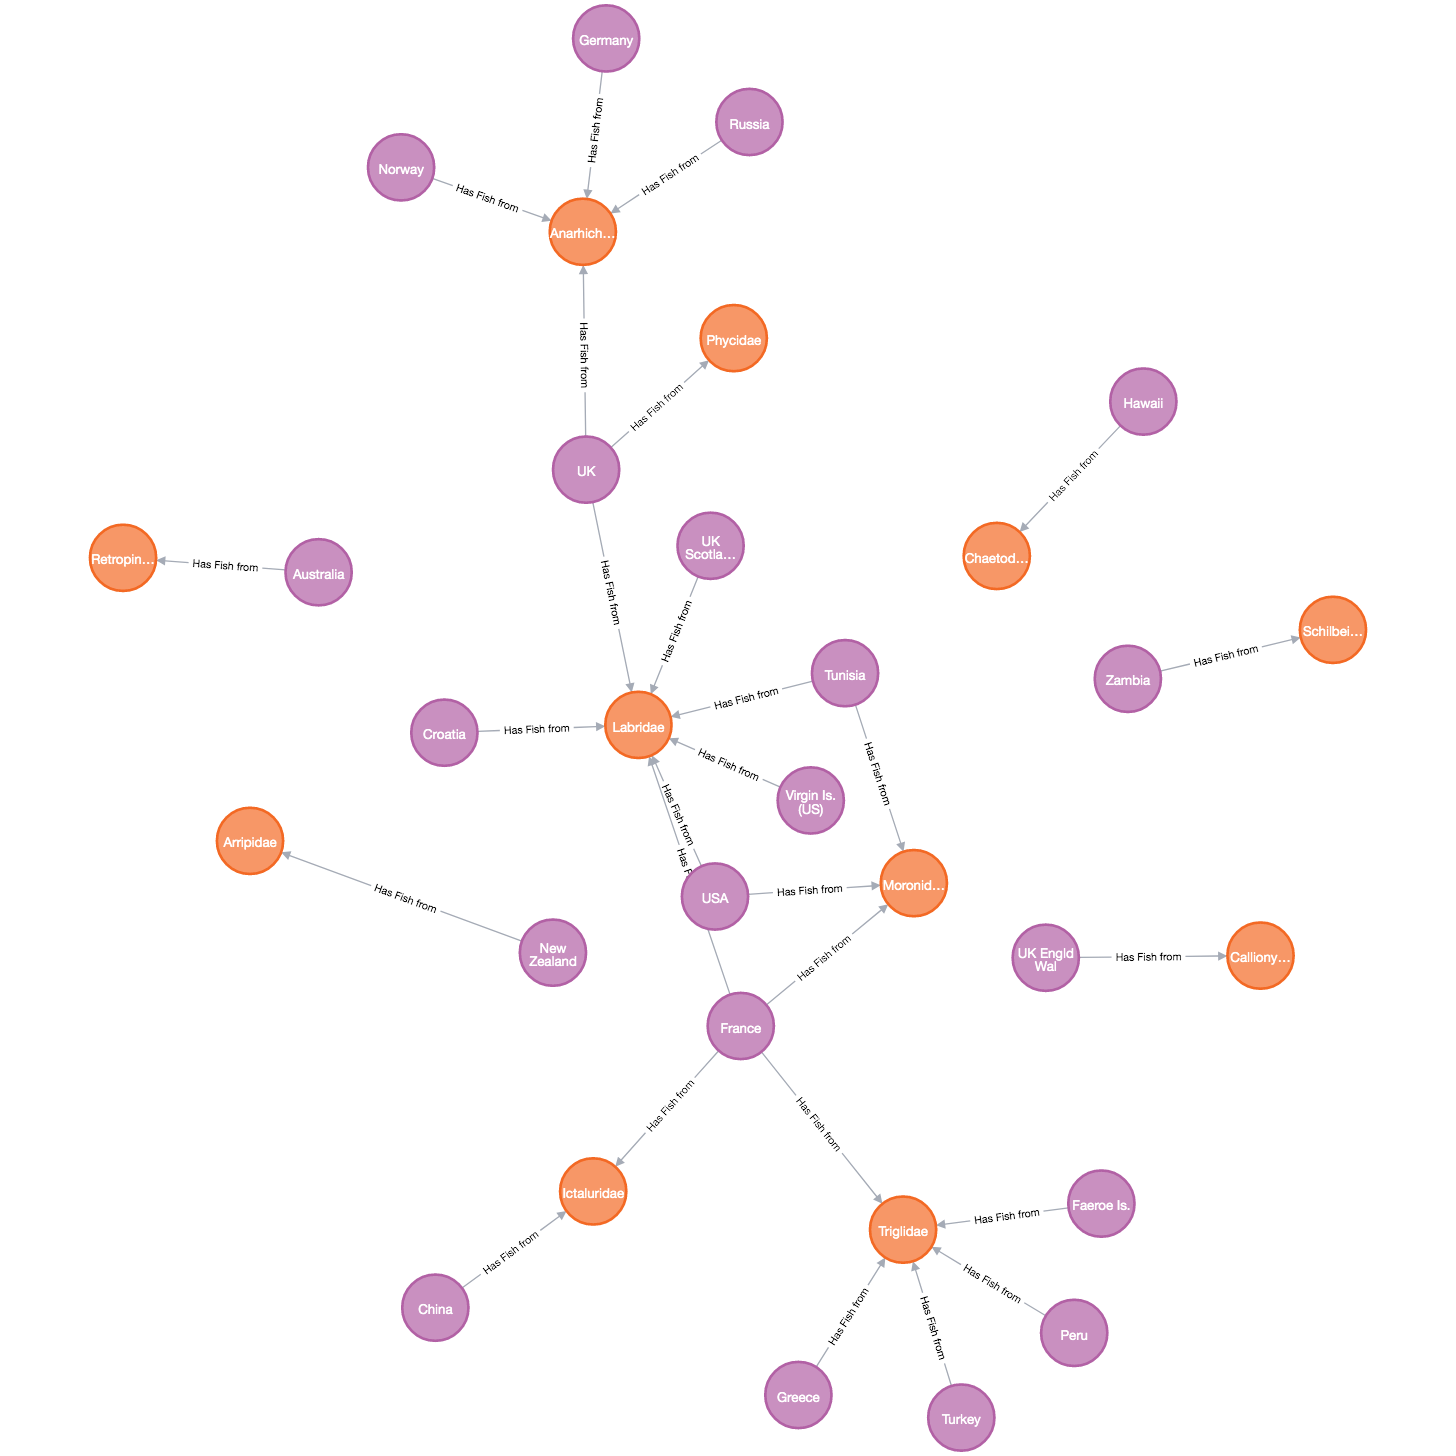 Germany
Has Fish from
Russia
Has Fish from
Norway
Has Fish from
Anarhich…
Has Fish from
Phycidae
Has Fish from
UK
Hawaii
Has Fish from
Chaetod…
Retropin…
Has Fish from
Australia
UK
Scotla…
Has Fish from
Has Fish from
Schilbei…
Has Fish from
Zambia
Tunisia
Has Fish from
Has Fish from
Croatia
Has Fish from
Labridae
Has Fish from
Virgin Is.
(US)
Has Fish from
Has F
Arripidae
Has Fish from
New
Zealand
USA
Has Fish from
Moronid…
Has Fish from
UK Engld
Wal
Has Fish from
Calliony…
France
Has Fish from
Has Fish from
Ictaluridae
Has Fish from
China
Triglidae
Has Fish from
Faeroe Is.
Has Fish from
Peru
Has Fish from
Greece
Has Fish from
Turkey